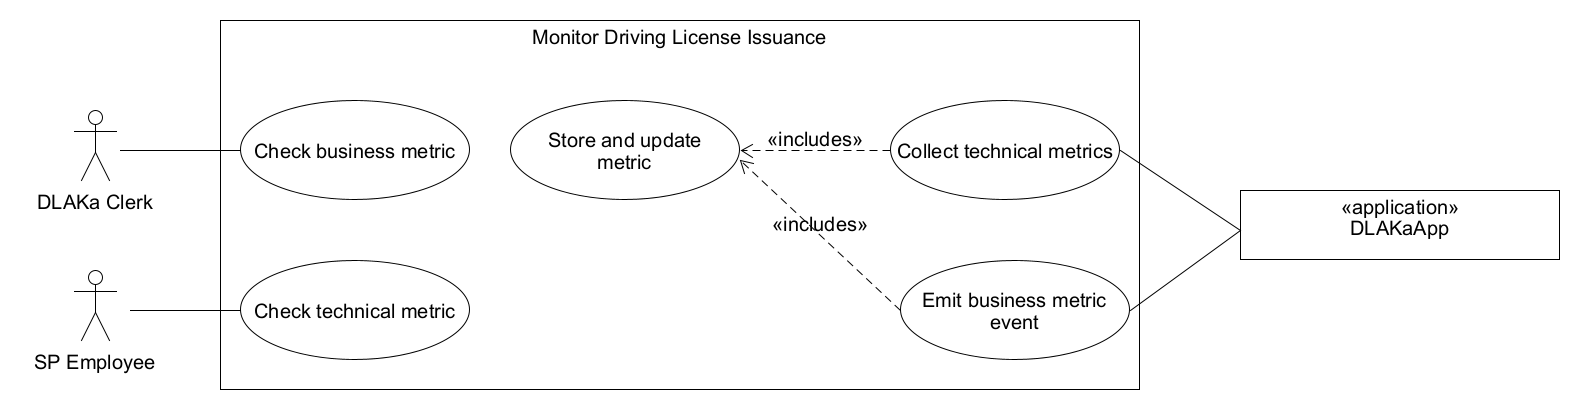 Monitor Driving License Issuance
DLAKa Clerk
Check business metric
Store and update
metric
«includes»
Collect technical metrics
«application»
DLAKaApp
«includes»
SP Employee
Check technical metric
Emit business metric
event